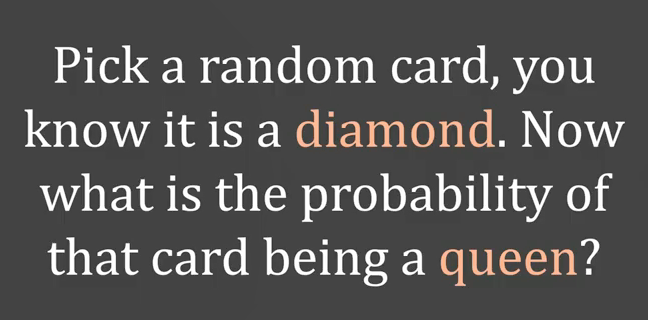 Pick a random card, you
know it is a diamond. Now
what is the probability of
that card being a queen?